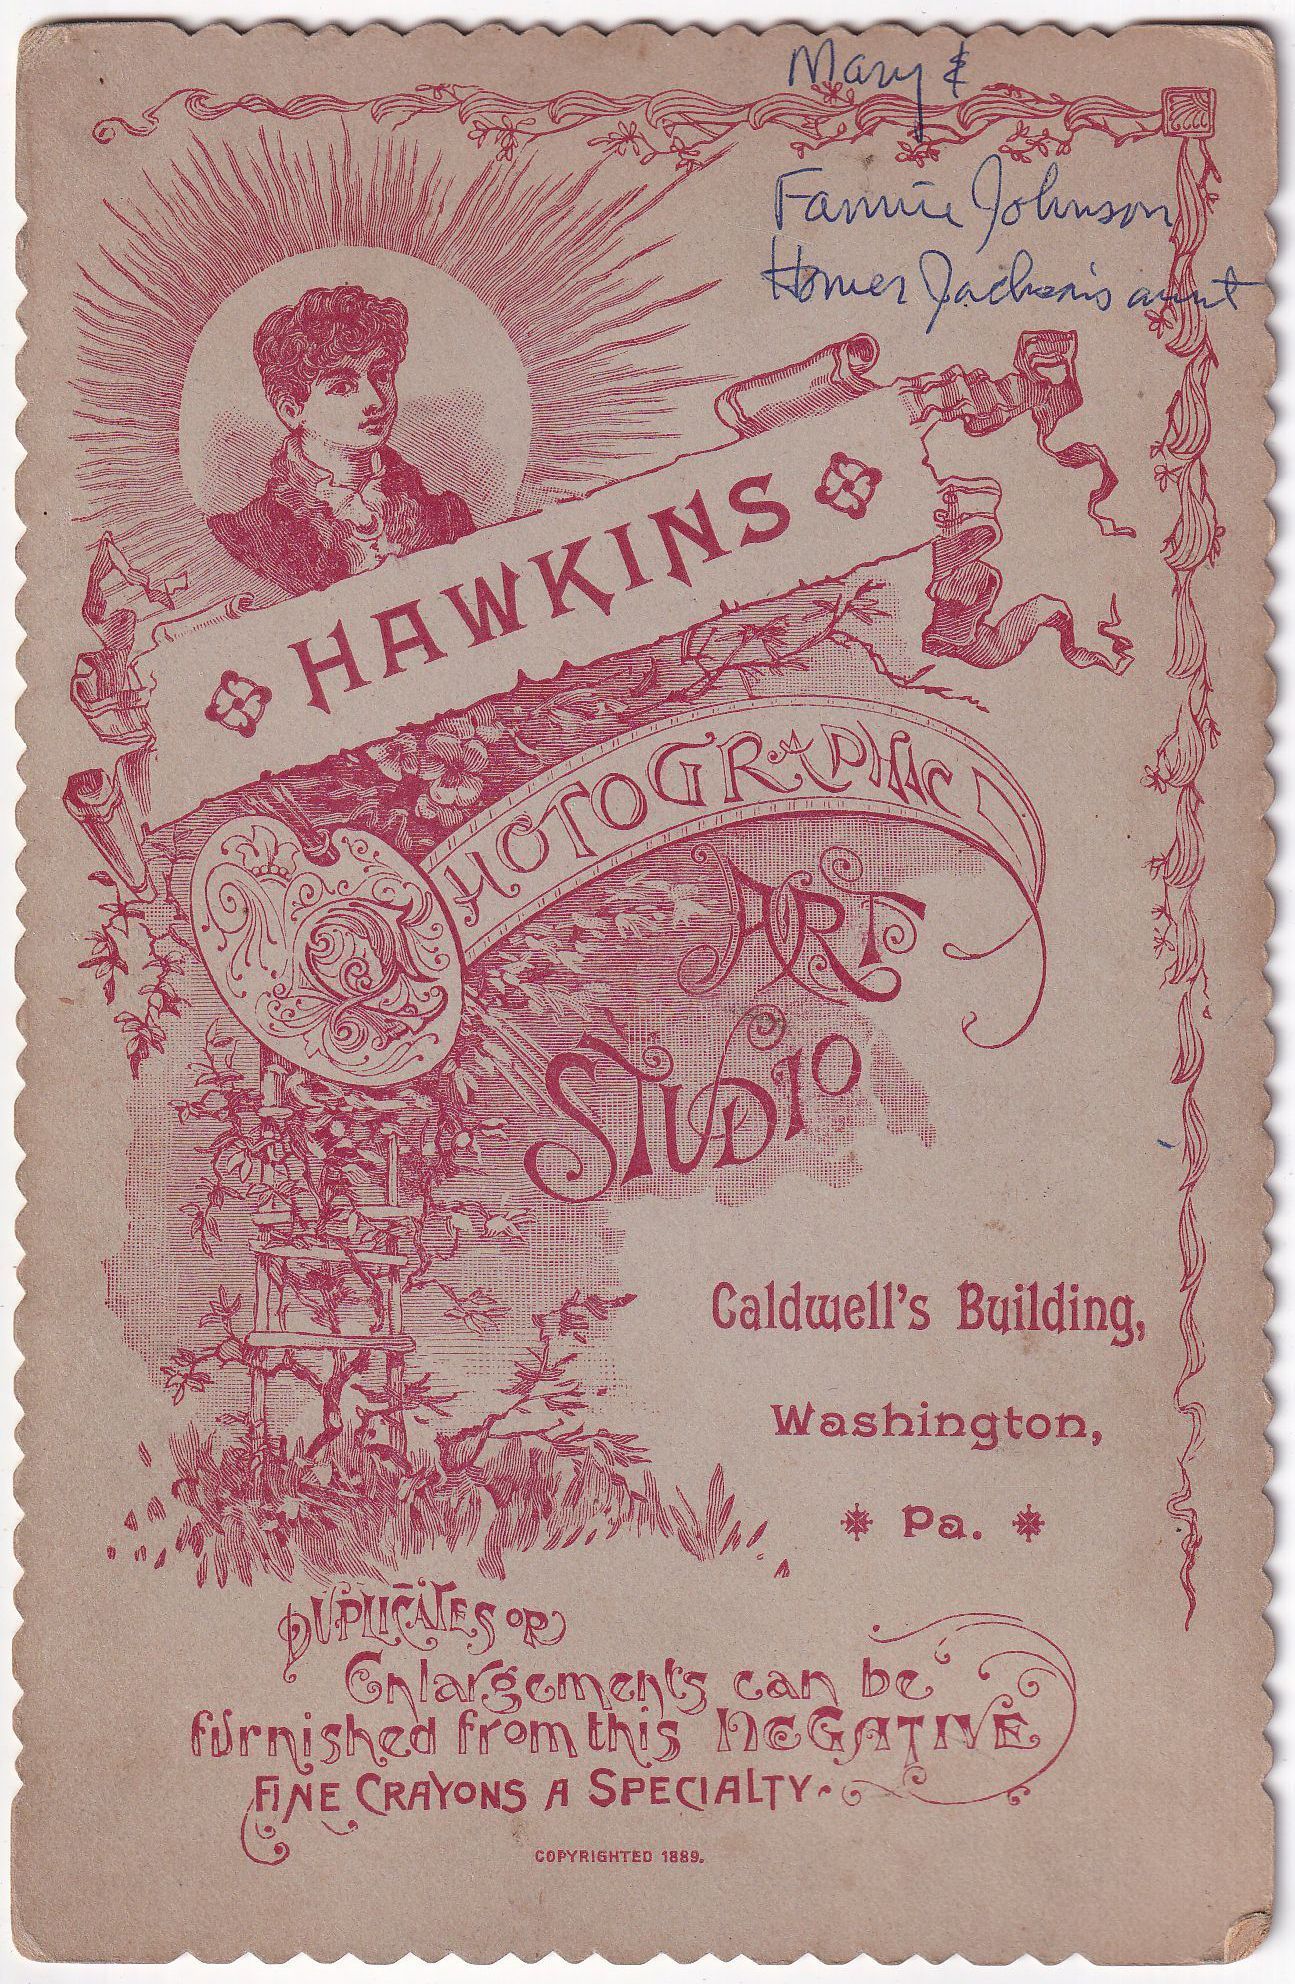 Mary &
Fannie Johnson
Homer Jackson's aunt
HAWKINS
PHOTOGRAPHIC
ART
STUDIO
Caldwell's Building,
Washington,
Pa.
DUPLICATES OR
Enlargements can be
furnished from this NEGATIVE
FINE CRAYONS A SPECIALTY
COPYRIGHTED 1889.